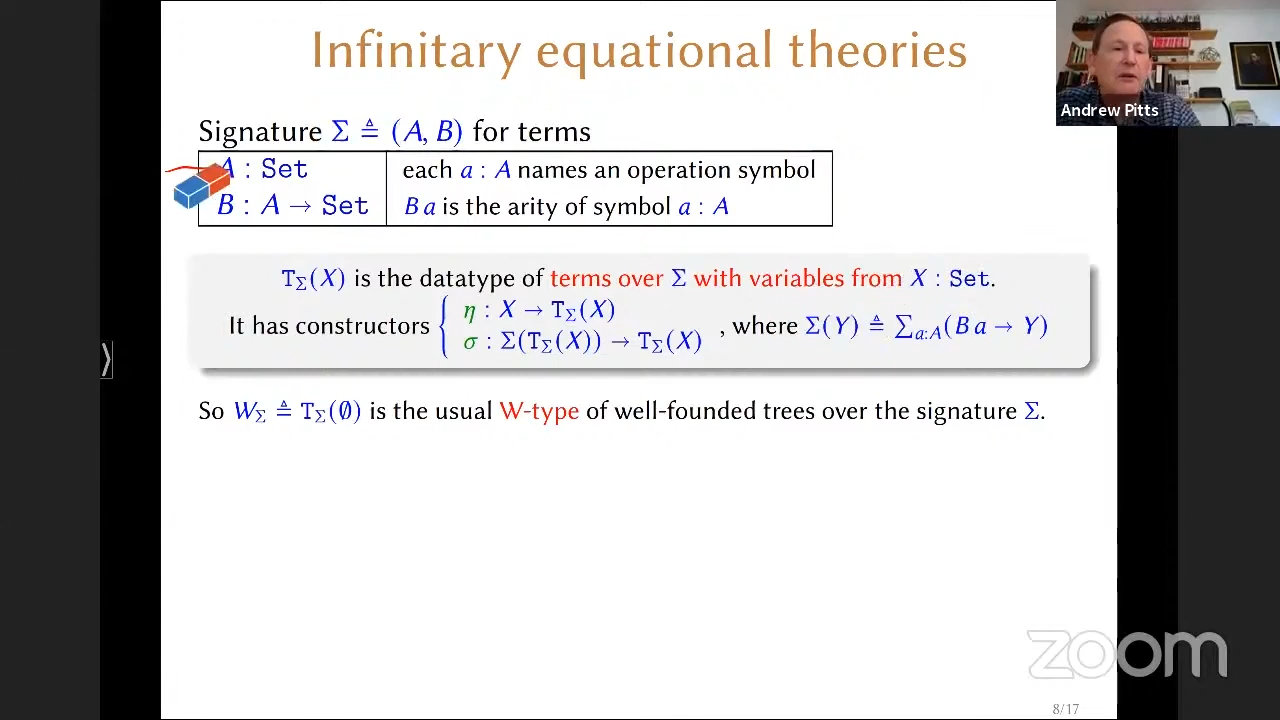 Infinitary equational theories
Andrew Pitts
Signature Σ ≜ (A, B) for terms
A : Set each a : A names an operation symbol
B : A → Set B a is the arity of symbol a : A
T_Σ(X) is the datatype of terms over Σ with variables from X : Set.
η : X → T_Σ(X)
It has constructors { , where Σ(Y) ≜ ∑_{a:A}(B a → Y)
σ : Σ(T_Σ(X)) → T_Σ(X)
So W_Σ ≜ T_Σ(∅) is the usual W-type of well-founded trees over the signature Σ.
zoom
8/17